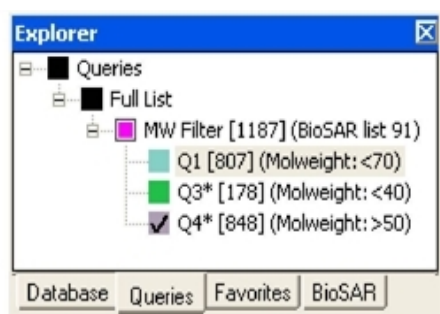 Explorer
Queries
Full List
MW Filter [1187] (BioSAR list 91)
Q1 [807] (Molweight:<70)
Q3* [178] (Molweight:<40)
Q4* [848] (Molweight:>50)
Database Queries Favorites BioSAR